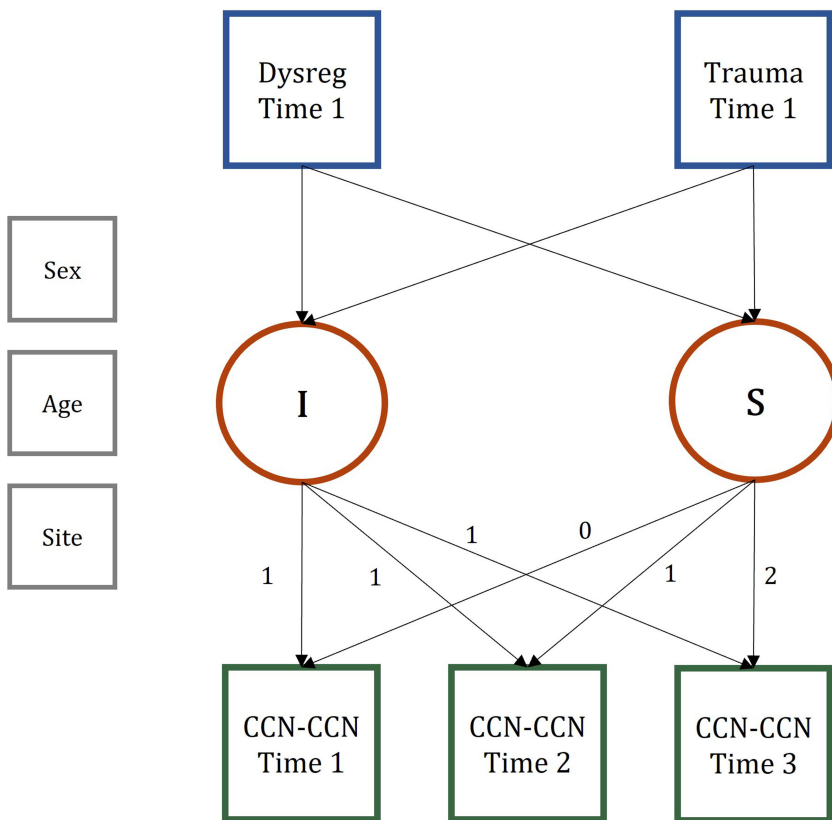 Dysreg
Time 1
Trauma
Time 1
Sex
Age
Site
I
S
1
1
1
0
1
2
CCN-CCN
Time 1
CCN-CCN
Time 2
CCN-CCN
Time 3